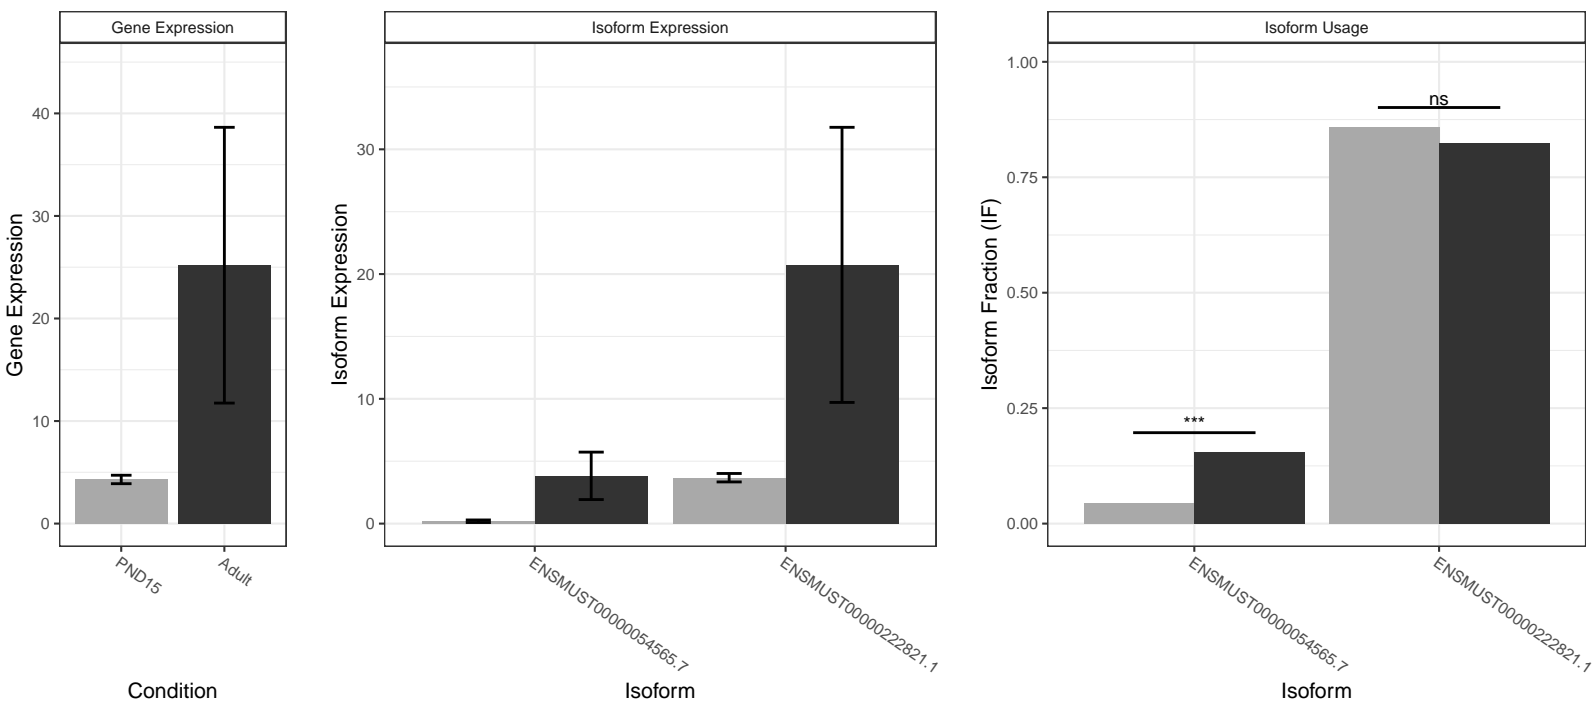 Gene Expression
Gene Expression
40
30
20
10
0
PND15
Adult
Condition
Isoform Expression
Isoform Expression
30
20
10
0
ENSMUST00000054565.7
ENSMUST00000222821.1
Isoform
Isoform Usage
Isoform Fraction (IF)
1.00
0.75
0.50
0.25
0.00
***
ns
ENSMUST00000054565.7
ENSMUST00000222821.1
Isoform